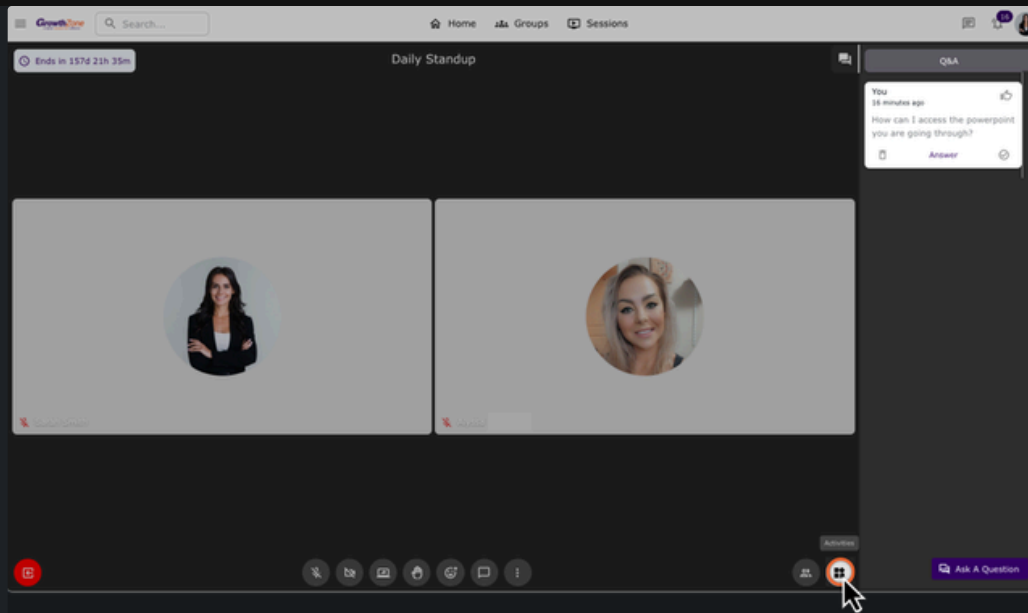 GrowthZone
Search...
Home
Groups
Sessions
16
Ends in 157d 21h 35m
Daily Standup
Q&A
You
16 minutes ago
How can I access the powerpoint
you are going through?
Answer
Activities
Ask A Question